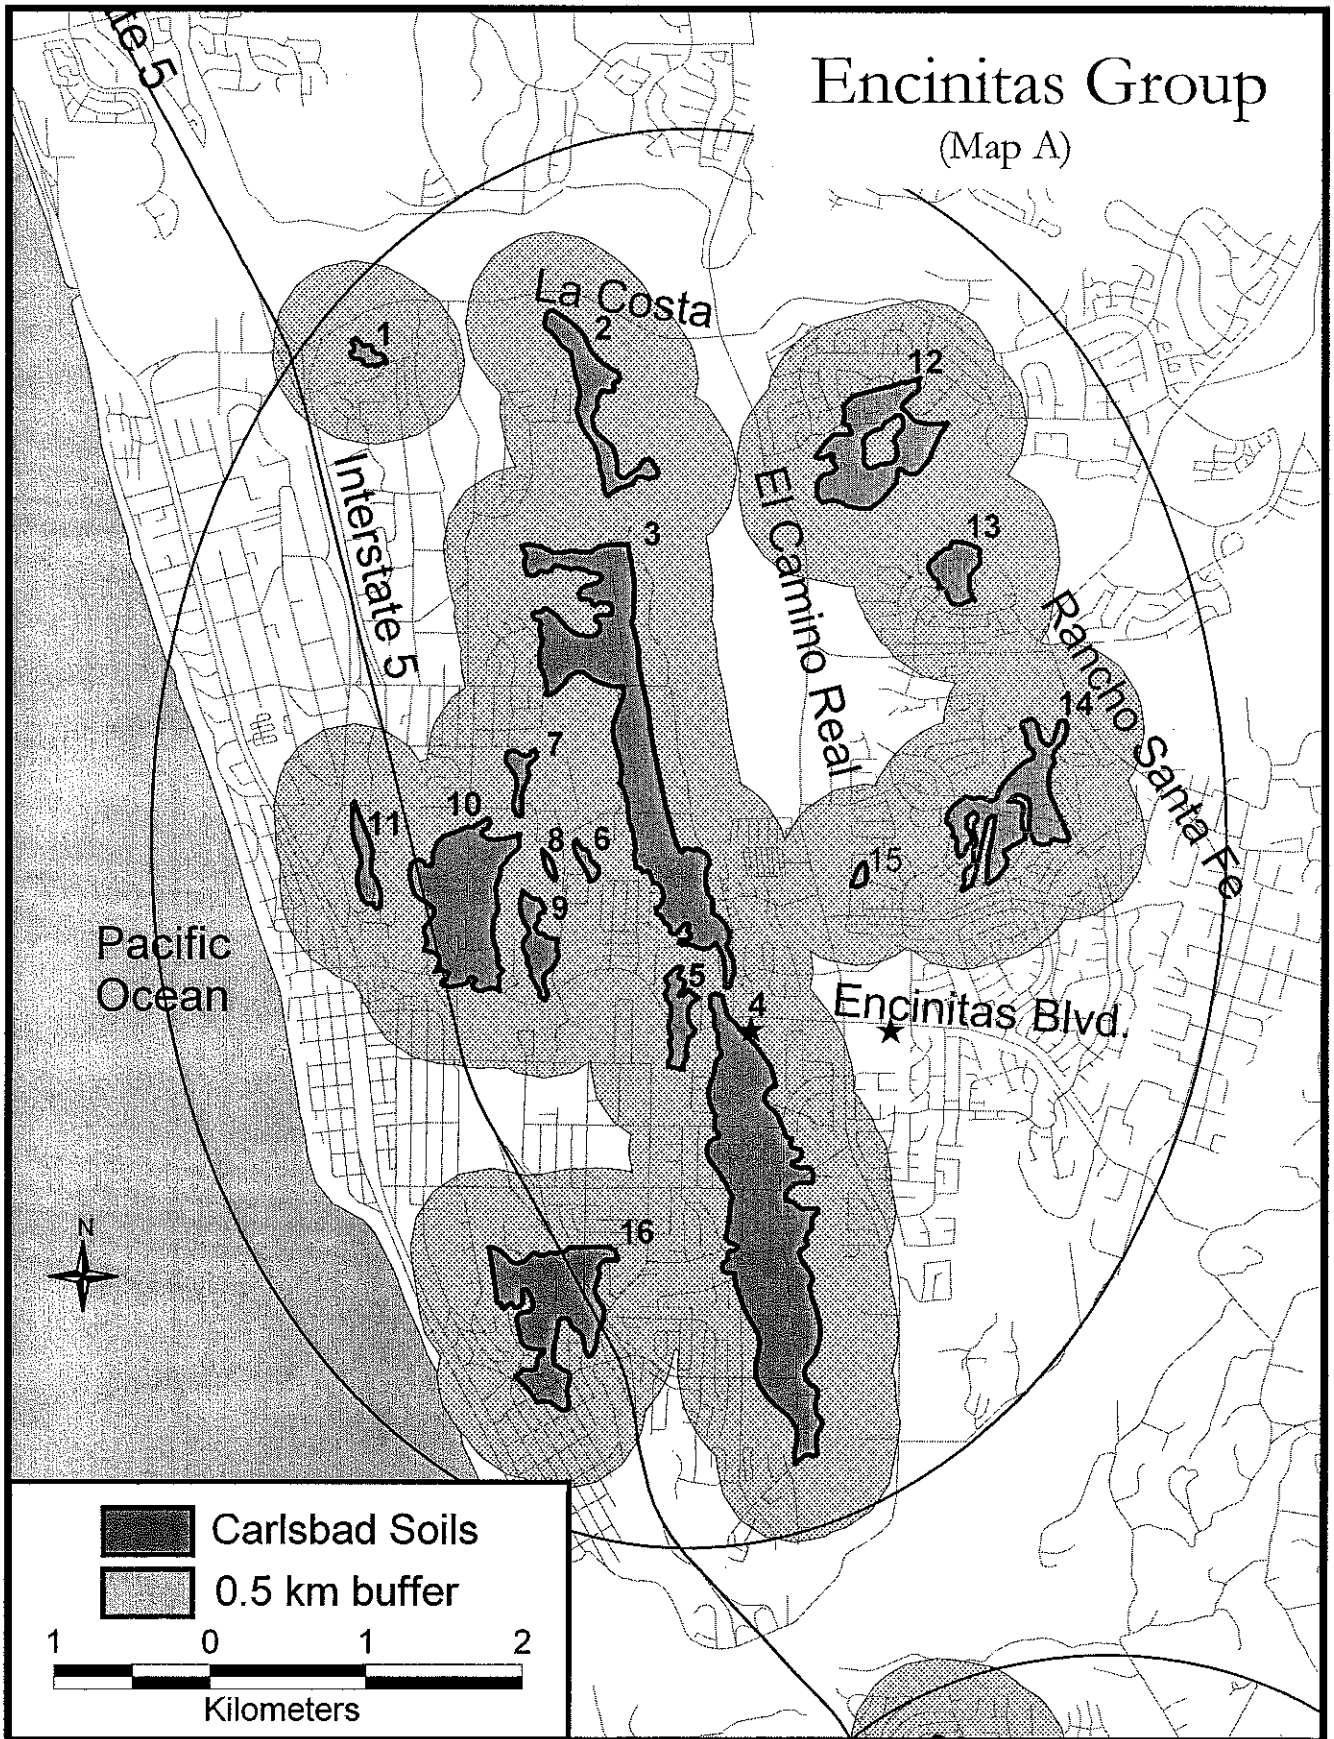 te 5
Encinitas Group
(Map A)
La Costa
1
2
12
3
13
Interstate 5
El Camino Real
Rancho Santa Fe
14
7
10
11
8
6
15
9
Pacific
Ocean
5
4
Encinitas Blvd.
N
16
Carlsbad Soils
0.5 km buffer
1 0 1 2
Kilometers